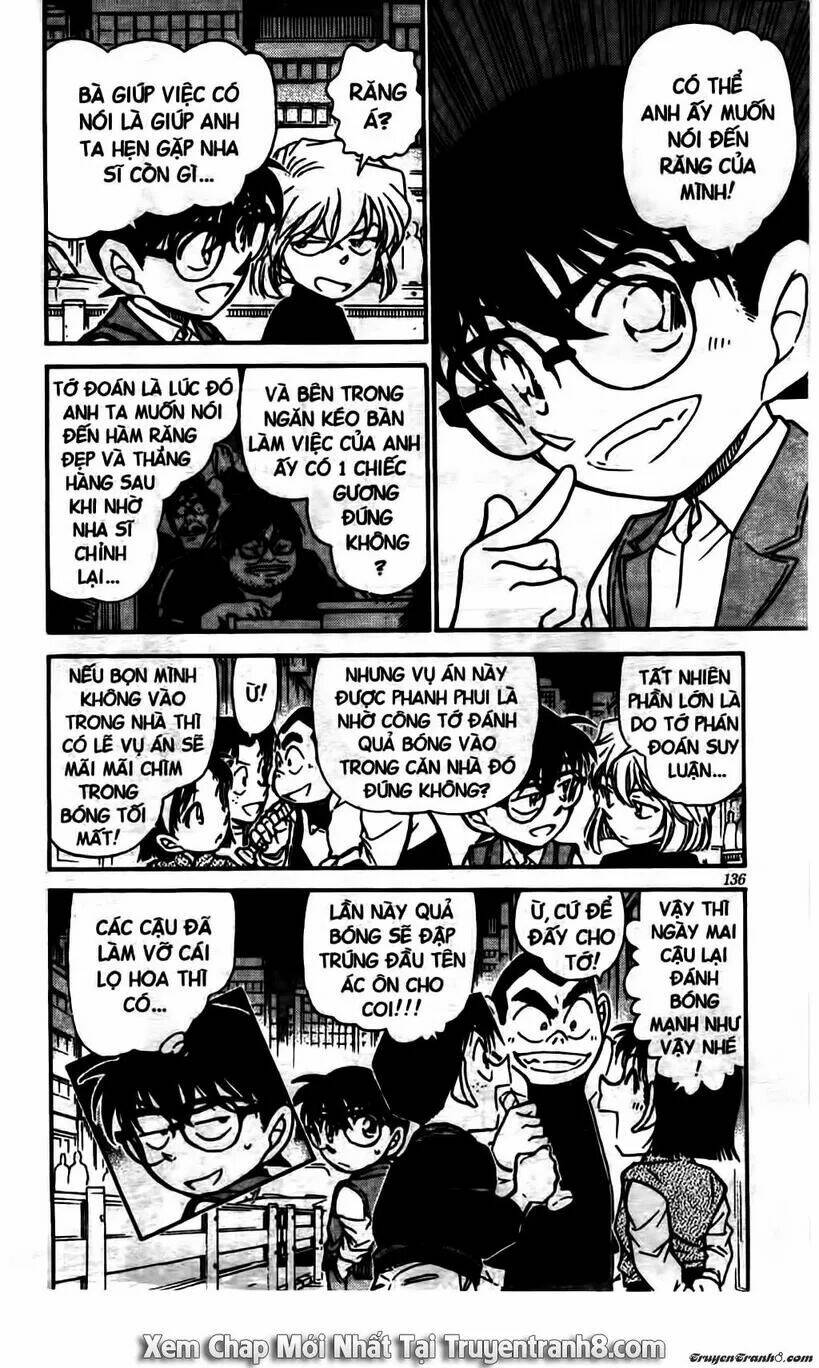 CÓ THỂ
ANH ẤY MUỐN
NÓI ĐẾN
RĂNG CỦA
MÌNH!
RĂNG
Á?
BÀ GIÚP VIỆC CÓ
NÓI LÀ GIÚP ANH
TA HẸN GẶP NHA
SĨ CÒN GÌ...
VÀ BÊN TRONG
NGĂN KÉO BÀN
LÀM VIỆC CỦA ANH
ẤY CÓ 1 CHIẾC
GƯƠNG
ĐÚNG
KHÔNG
?
TỚ ĐOÁN LÀ LÚC ĐÓ
ANH TA MUỐN NÓI
ĐẾN HÀM RĂNG
ĐẸP VÀ THẲNG
HÀNG SAU
KHI NHỜ
NHA SĨ
CHỈNH
LẠI...
TẤT NHIÊN
PHẦN LỚN LÀ
DO TỚ PHÁN
ĐOÁN SUY
LUẬN...
NHƯNG VỤ ÁN NÀY
ĐƯỢC PHANH PHUI LÀ
NHỜ CÔNG TỚ ĐÁNH
QUẢ BÓNG VÀO
TRONG CĂN NHÀ ĐÓ
ĐÚNG KHÔNG?
Ừ!
NẾU BỌN MÌNH
KHÔNG VÀO
TRONG NHÀ THÌ
CÓ LẼ VỤ ÁN SẼ
MÃI MÃI CHÌM
TRONG
BÓNG TỐI
MẤT!
136
VẬY THÌ
NGÀY MAI
CẬU LẠI
ĐÁNH
BÓNG
MẠNH NHƯ
VẬY NHÉ
!
Ừ, CỨ ĐỂ
ĐẤY CHO
TỚ!
LẦN NÀY QUẢ
BÓNG SẼ ĐẬP
TRÚNG ĐẦU TÊN
ÁC ÔN CHO
COI!!!
CÁC CẬU ĐÃ
LÀM VỠ CÁI
LỌ HOA THÌ
CÓ...
Xem Chap Mới Nhất Tại Truyentranh8.com
TruyenTranh8.com